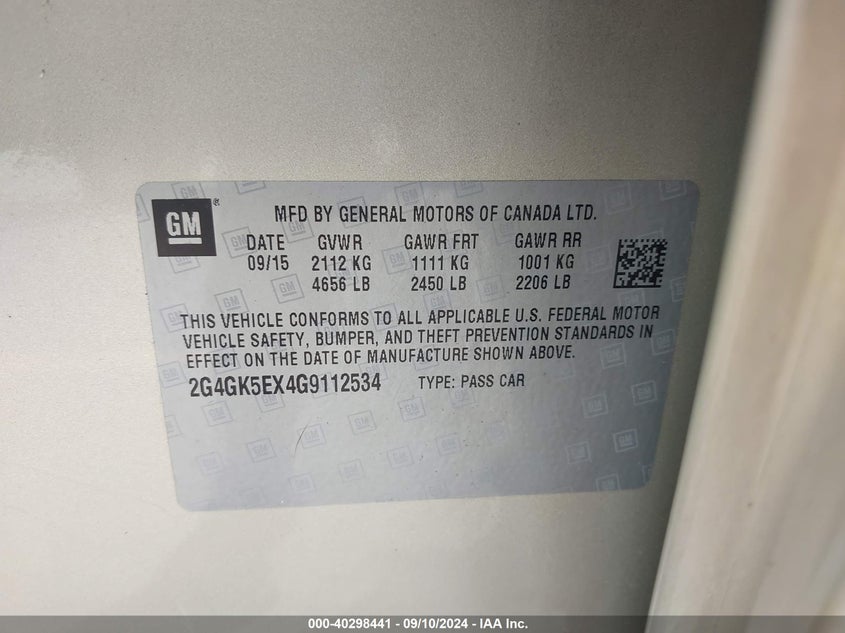 GM®
MFD BY GENERAL MOTORS OF CANADA LTD.
DATE GVWR GAWR FRT GAWR RR
09/15 2112 KG 1111 KG 1001 KG
4656 LB 2450 LB 2206 LB
THIS VEHICLE CONFORMS TO ALL APPLICABLE U.S. FEDERAL MOTOR
VEHICLE SAFETY, BUMPER, AND THEFT PREVENTION STANDARDS IN
EFFECT ON THE DATE OF MANUFACTURE SHOWN ABOVE.
2G4GK5EX4G9112534 TYPE: PASS CAR
000-40298441 - 09/10/2024 - IAA Inc.